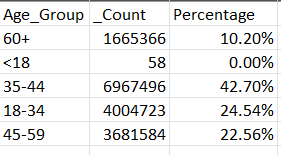 Age_Group _Count Percentage
60+ 1665366 10.20%
<18 58 0.00%
35-44 6967496 42.70%
18-34 4004723 24.54%
45-59 3681584 22.56%